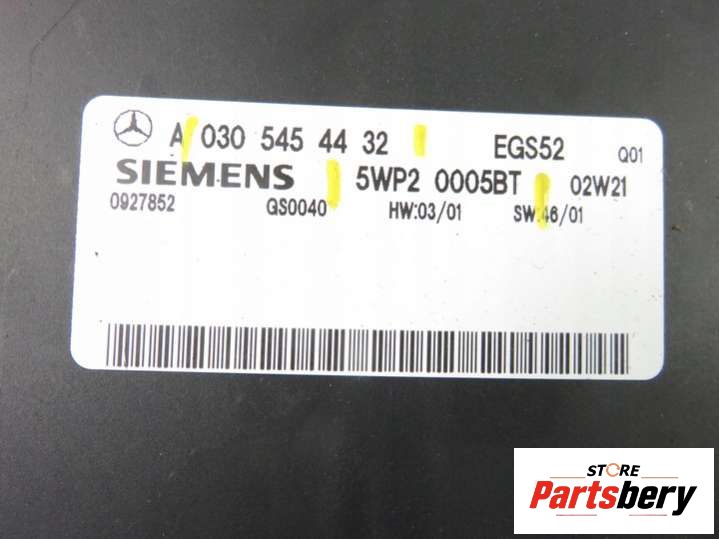 A 030 545 44 32 EGS52 Q01
SIEMENS 5WP2 0005BT 02W21
0927852 GS0040 HW:03/01 SW:46/01
STORE
Partsbery